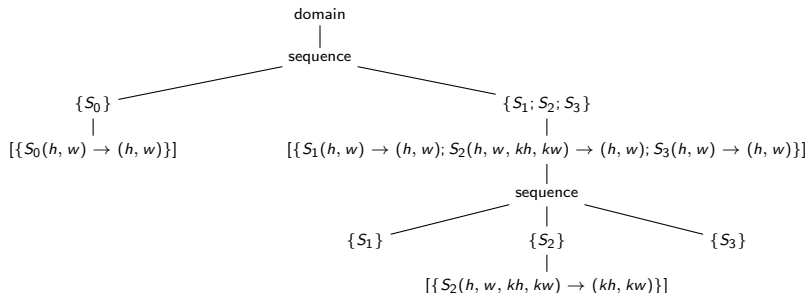 domain
sequence
{S₀} {S₁; S₂; S₃}
[{S₀(h, w) → (h, w)}] [{S₁(h, w) → (h, w); S₂(h, w, kh, kw) → (h, w); S₃(h, w) → (h, w)}]
sequence
{S₁} {S₂} {S₃}
[{S₂(h, w, kh, kw) → (kh, kw)}]